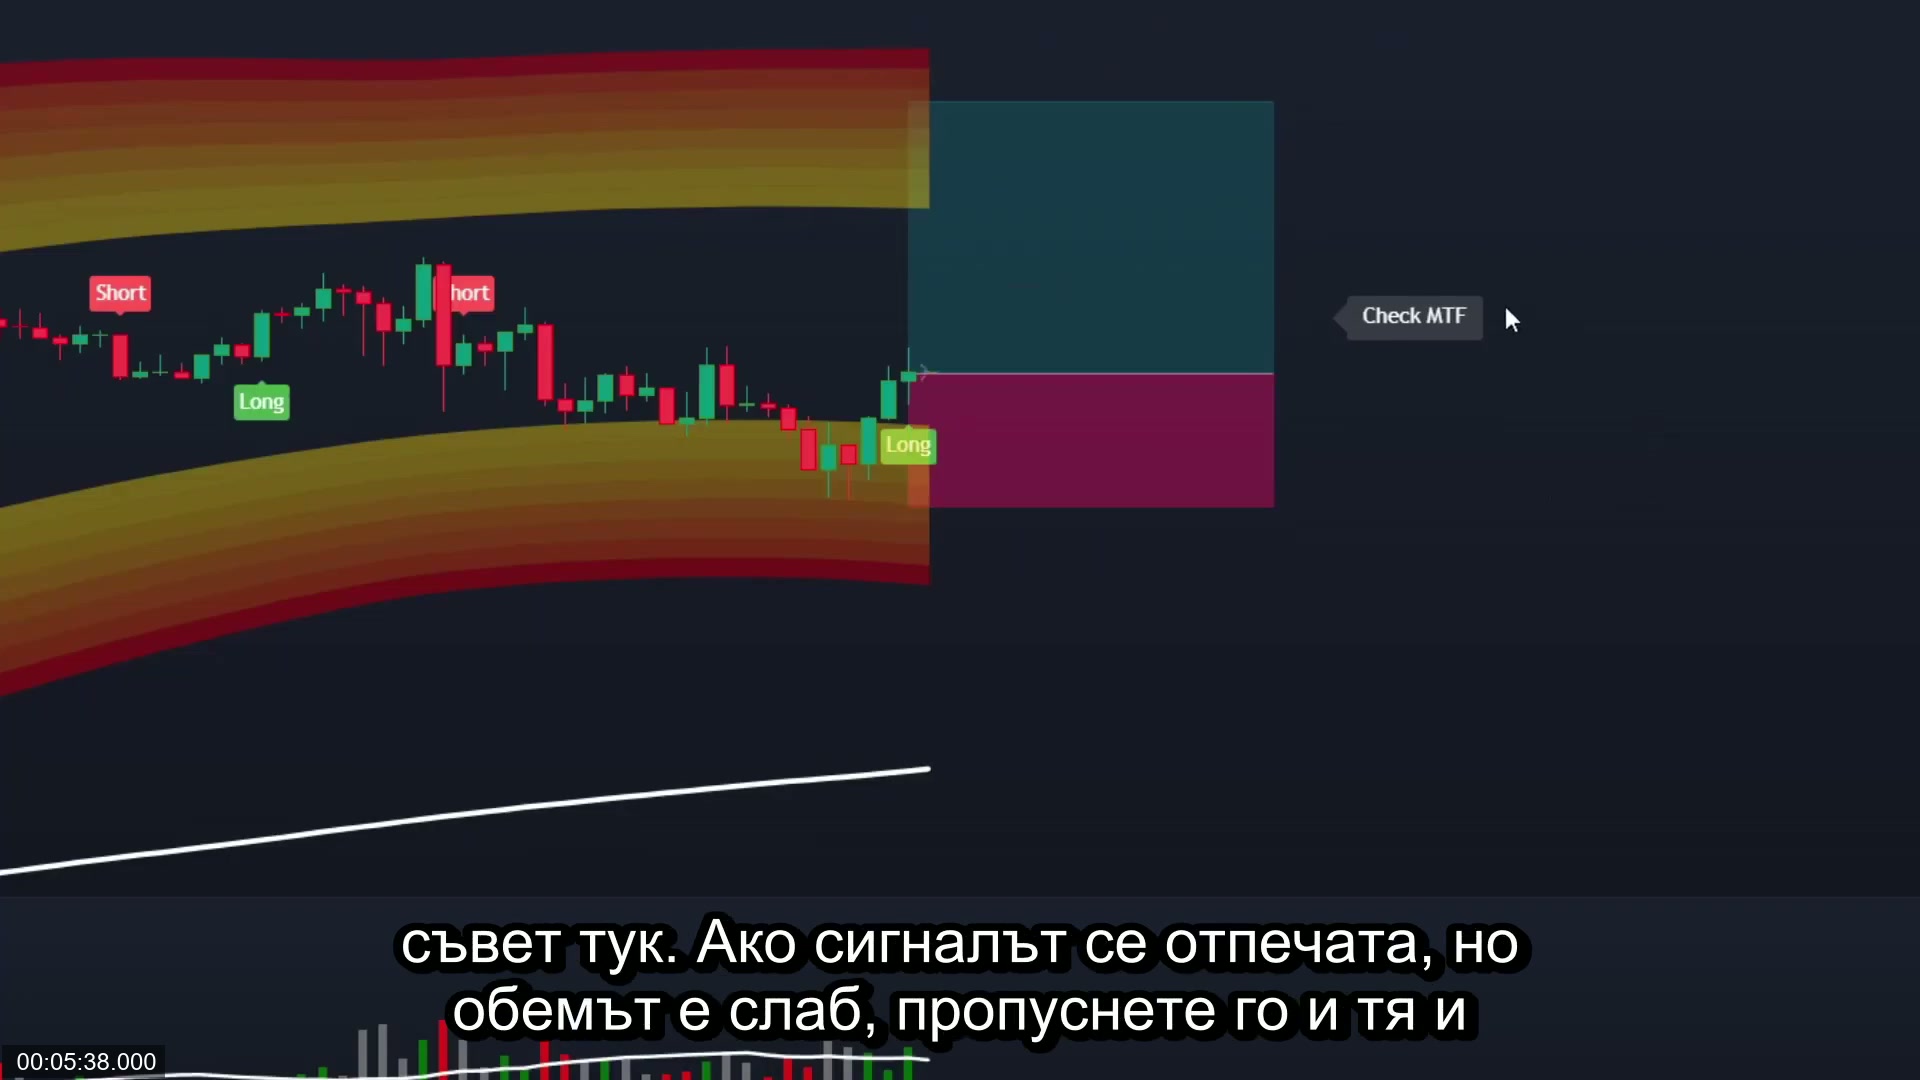 Short
hort
Check MTF
Long
Long
съвет тук. Ако сигналът се отпечата, но
обемът е слаб, пропуснете го и тя и
00:05:38.000